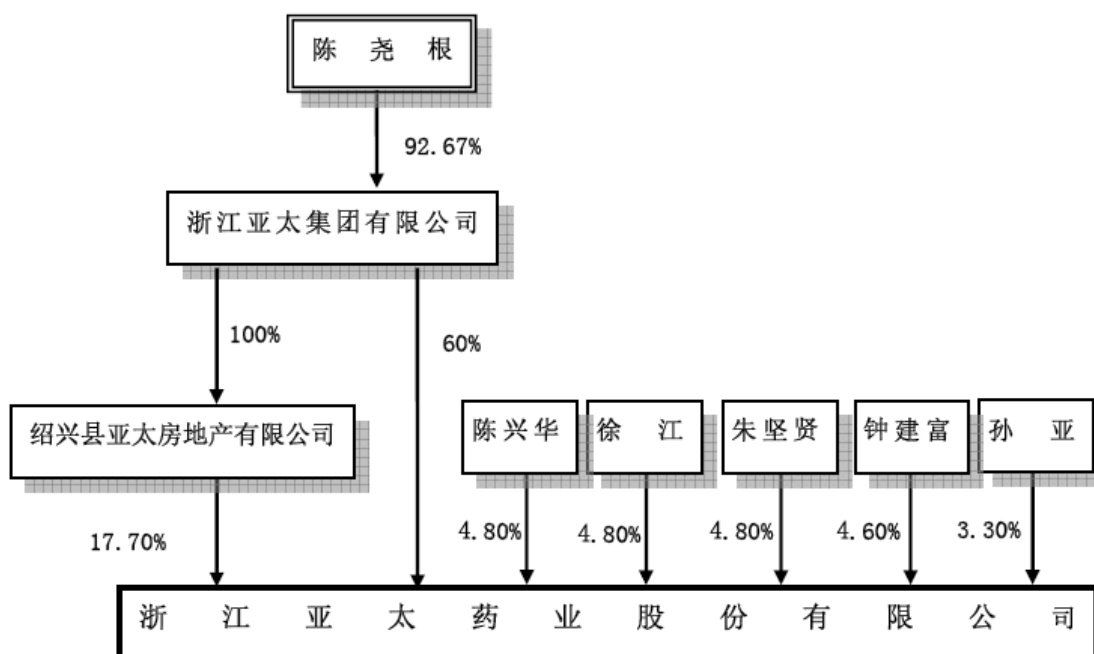 陈尧根
92.67%
浙江亚太集团有限公司
100%
60%
绍兴县亚太房地产有限公司
陈兴华
徐江
朱坚贤
钟建富
孙亚
17.70%
4.80%
4.80%
4.80%
4.60%
3.30%
浙江亚太药业股份有限公司